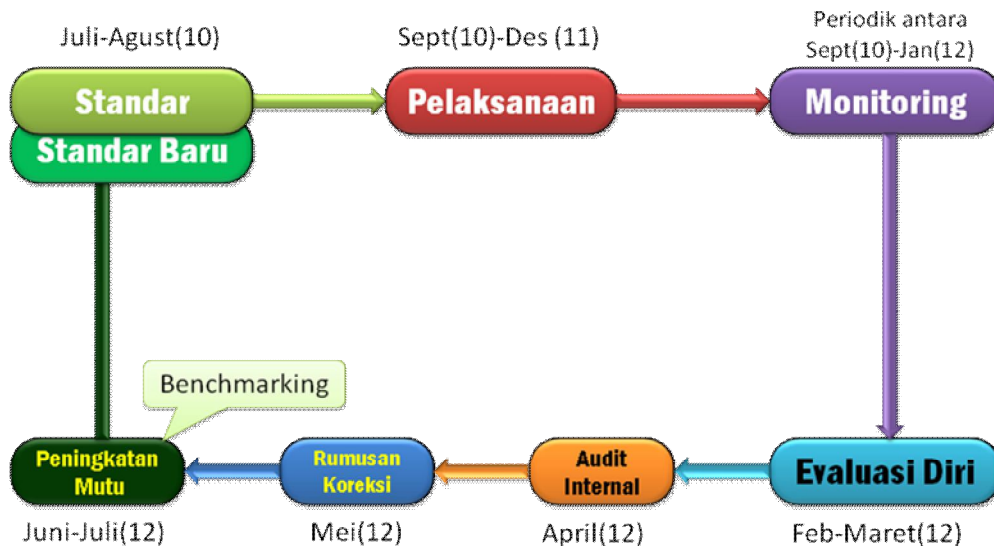 Juli-Agust(10)
Sept(10)-Des (11)
Periodik antara
Sept(10)-Jan(12)
Standar
Pelaksanaan
Monitoring
Standar Baru
Benchmarking
Peningkatan
Mutu
Rumusan
Koreksi
Audit
Internal
Evaluasi Diri
Juni-Juli(12)
Mei(12)
April(12)
Feb-Maret(12)